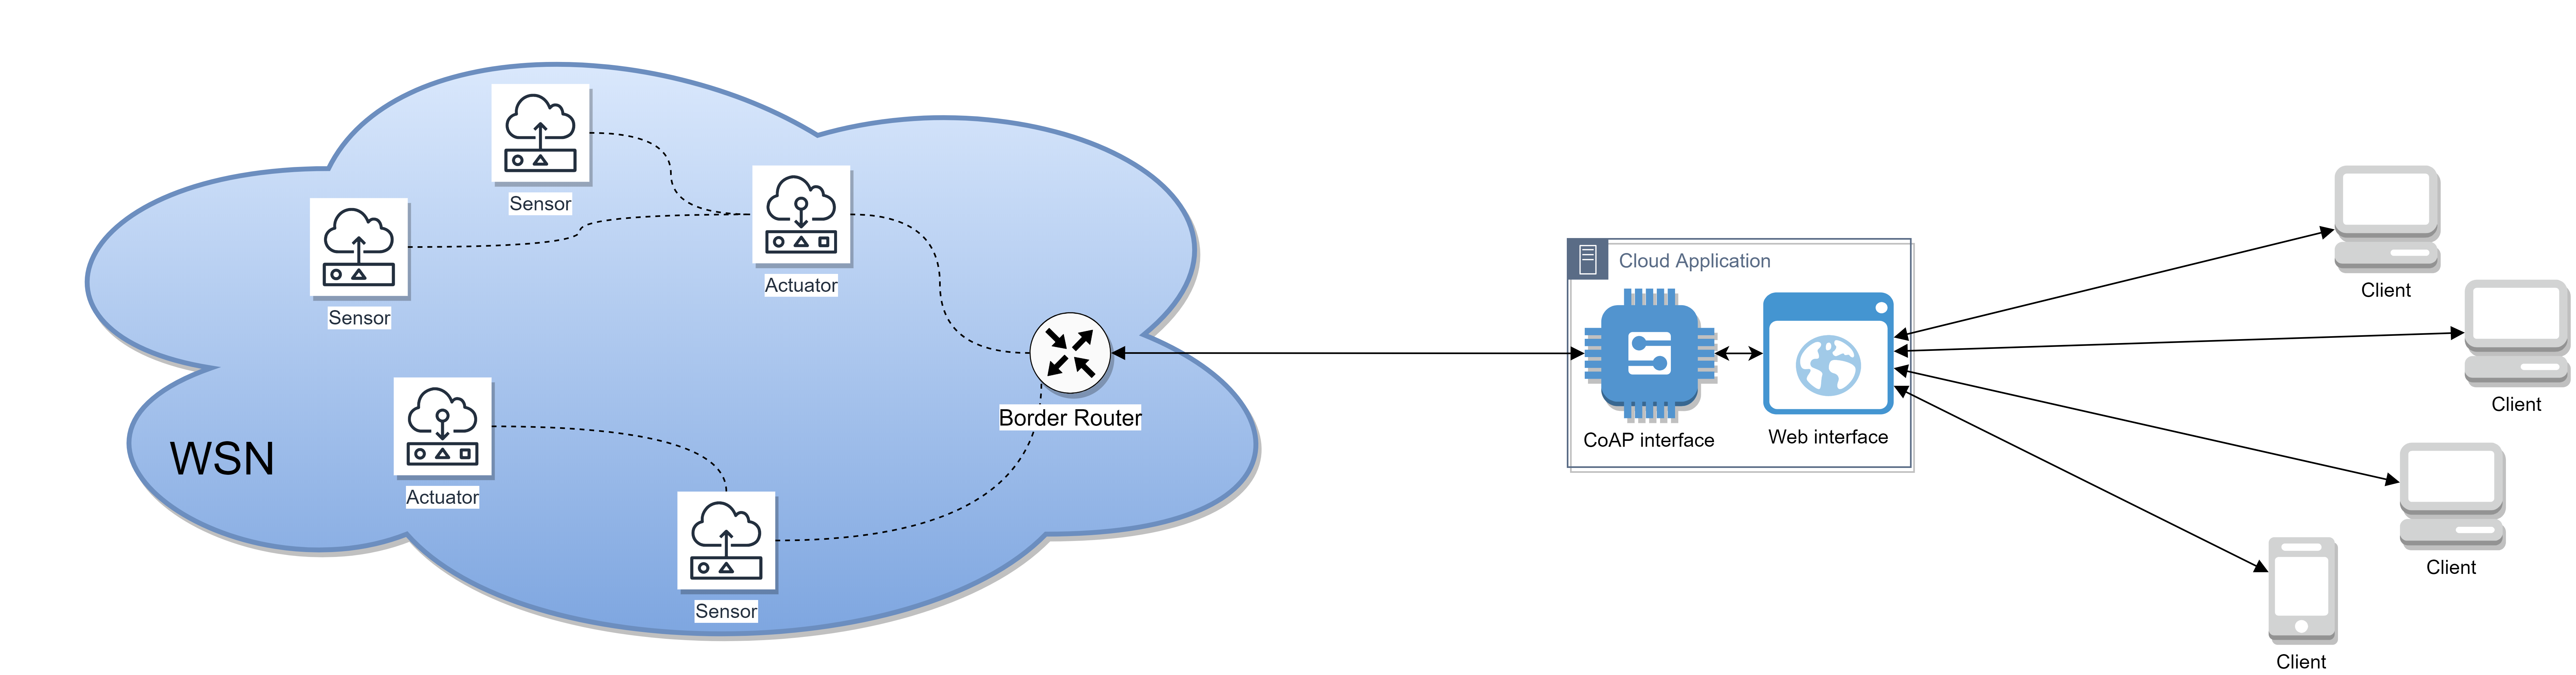 Sensor
Sensor
Actuator
Border Router
WSN
Actuator
Sensor
Cloud Application
CoAP interface
Web interface
Client
Client
Client
Client